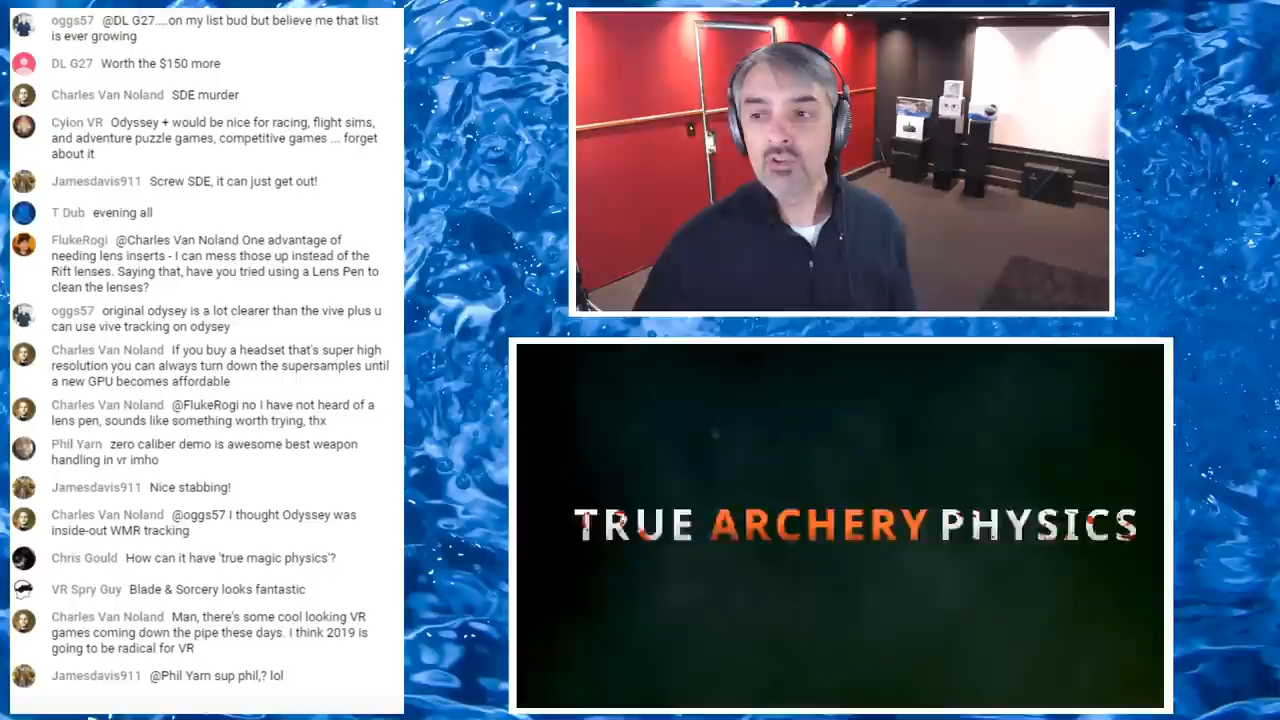 oggs57 @DL G27....on my list bud but believe me that list
is ever growing
DL G27 Worth the $150 more
Charles Van Noland SDE murder
Cyion VR Odyssey + would be nice for racing, flight sims,
and adventure puzzle games, competitive games ... forget
about it
Jamesdavis911 Screw SDE, it can just get out!
T Dub evening all
FlukeRogi @Charles Van Noland One advantage of
needing lens inserts - I can mess those up instead of the
Rift lenses. Saying that, have you tried using a Lens Pen to
clean the lenses?
oggs57 original odysey is a lot clearer than the vive plus u
can use vive tracking on odysey
Charles Van Noland If you buy a headset that's super high
resolution you can always turn down the supersamples until
a new GPU becomes affordable
Charles Van Noland @FlukeRogi no I have not heard of a
lens pen, sounds like something worth trying, thx
Phil Yarn zero caliber demo is awesome best weapon
handling in vr imho
Jamesdavis911 Nice stabbing!
Charles Van Noland @oggs57 I thought Odyssey was
inside-out WMR tracking
Chris Gould How can it have 'true magic physics'?
VR Spry Guy Blade & Sorcery looks fantastic
Charles Van Noland Man, there's some cool looking VR
games coming down the pipe these days. I think 2019 is
going to be radical for VR
Jamesdavis911 @Phil Yarn sup phil,? lol
TRUE ARCHERY PHYSICS